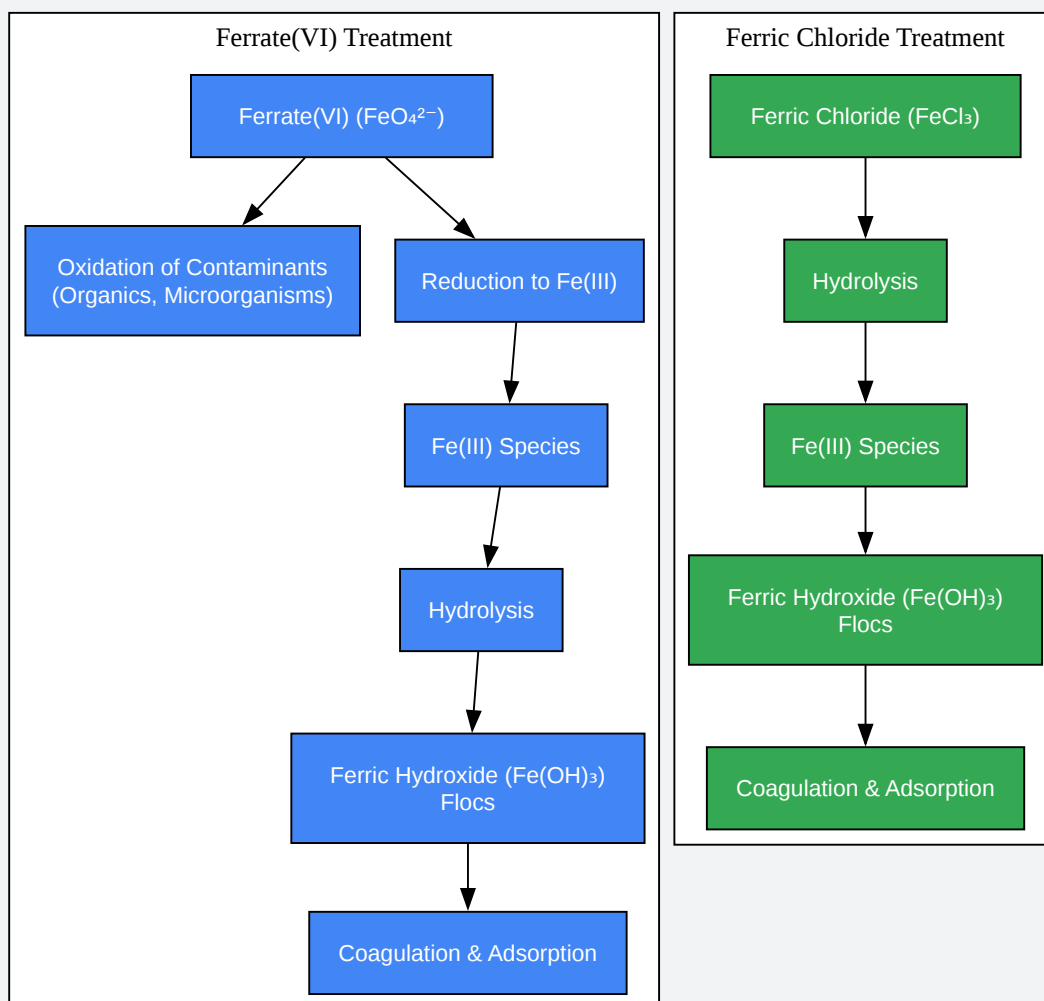 Ferrate(VI) Treatment
Ferrate(VI) (FeO₄²⁻)
Oxidation of Contaminants
(Organics, Microorganisms)
Reduction to Fe(III)
Fe(III) Species
Hydrolysis
Ferric Hydroxide (Fe(OH)₃)
Flocs
Coagulation & Adsorption
Ferric Chloride Treatment
Ferric Chloride (FeCl₃)
Hydrolysis
Fe(III) Species
Ferric Hydroxide (Fe(OH)₃)
Flocs
Coagulation & Adsorption